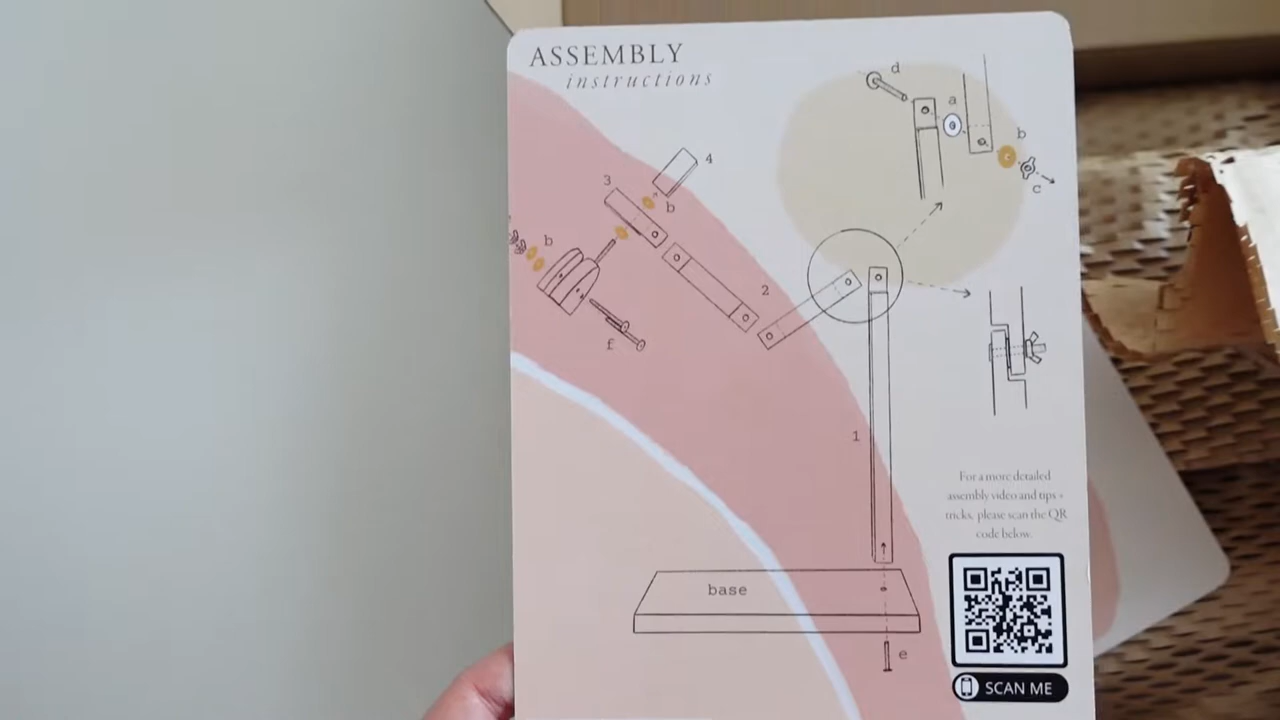 ASSEMBLY
instructions
d
a
b
c
4
3
b
b
2
f
1
For a more detailed
assembly video and tips +
tricks, please scan the QR
code below.
base
e
SCAN ME